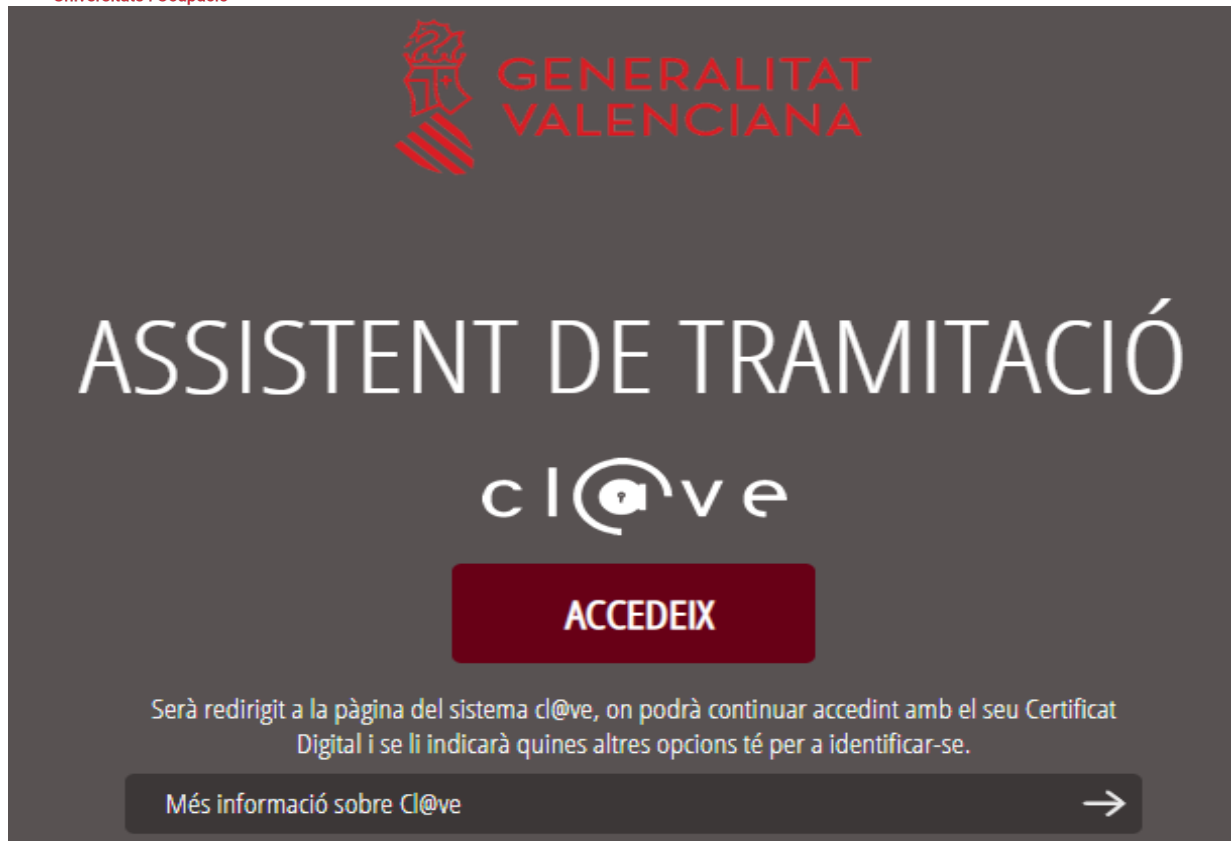 Universitats i Ocupació
GENERALITAT
VALENCIANA
ASSISTENT DE TRAMITACIÓ
cl@ve
ACCEDEIX
Serà redirigit a la pàgina del sistema cl@ve, on podrà continuar accedint amb el seu Certificat
Digital i se li indicarà quines altres opcions té per a identificar-se.
Més informació sobre Cl@ve